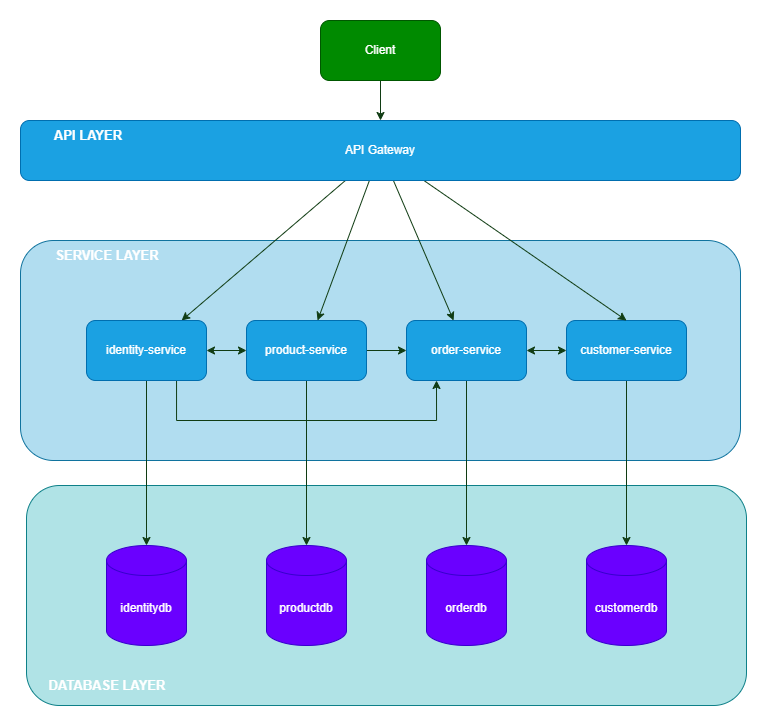 Client
API LAYER
API Gateway
SERVICE LAYER
identity-service
product-service
order-service
customer-service
identitydb
productdb
orderdb
customerdb
DATABASE LAYER